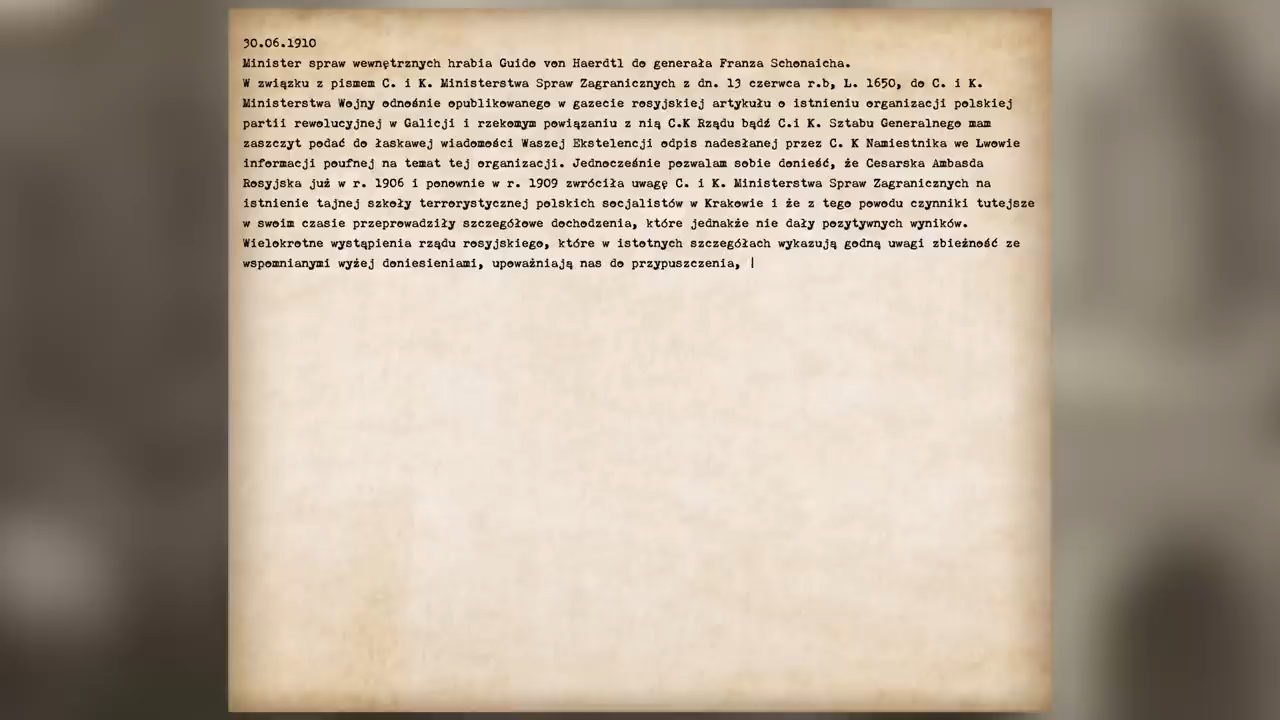 30.06.1910
Minister spraw wewnętrznych hrabia Guido von Haerdtl do generała Franza Schonaicha.
W związku z pismem C. i K. Ministerstwa Spraw Zagranicznych z dn. 13 czerwca r.b, L. 1650, do C. i K.
Ministerstwa Wojny odnośnie opublikowanego w gazecie rosyjskiej artykułu o istnieniu organizacji polskiej
partii rewolucyjnej w Galicji i rzekomym powiązaniu z nią C.K Rządu bądź C.i K. Sztabu Generalnego mam
zaszczyt podać do łaskawej wiadomości Waszej Ekstelencji odpis nadesłanej przez C. K Namiestnika we Lwowie
informacji poufnej na temat tej organizacji. Jednocześnie pozwalam sobie donieść, że Cesarska Ambasda
Rosyjska już w r. 1906 i ponownie w r. 1909 zwróciła uwagę C. i K. Ministerstwa Spraw Zagranicznych na
istnienie tajnej szkoły terrorystycznej polskich socjalistów w Krakowie i że z tego powodu czynniki tutejsze
w swoim czasie przeprowadziły szczegółowe dochodzenia, które jednakże nie dały pozytywnych wyników.
Wielokrotne wystąpienia rządu rosyjskiego, które w istotnych szczegółach wykazują godną uwagi zbieżność ze
wspomnianymi wyżej doniesieniami, upoważniają nas do przypuszczenia, |